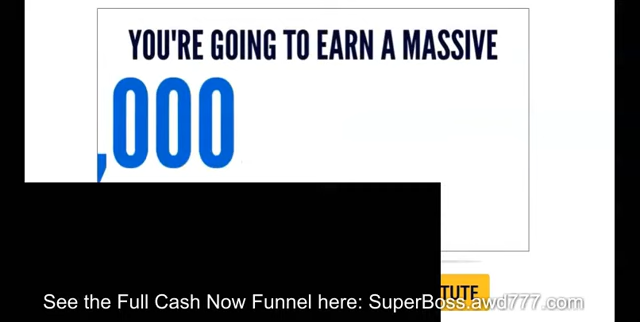 YOU'RE GOING TO EARN A MASSIVE
,000
TUTE
See the Full Cash Now Funnel here: SuperBoss.awd777.com